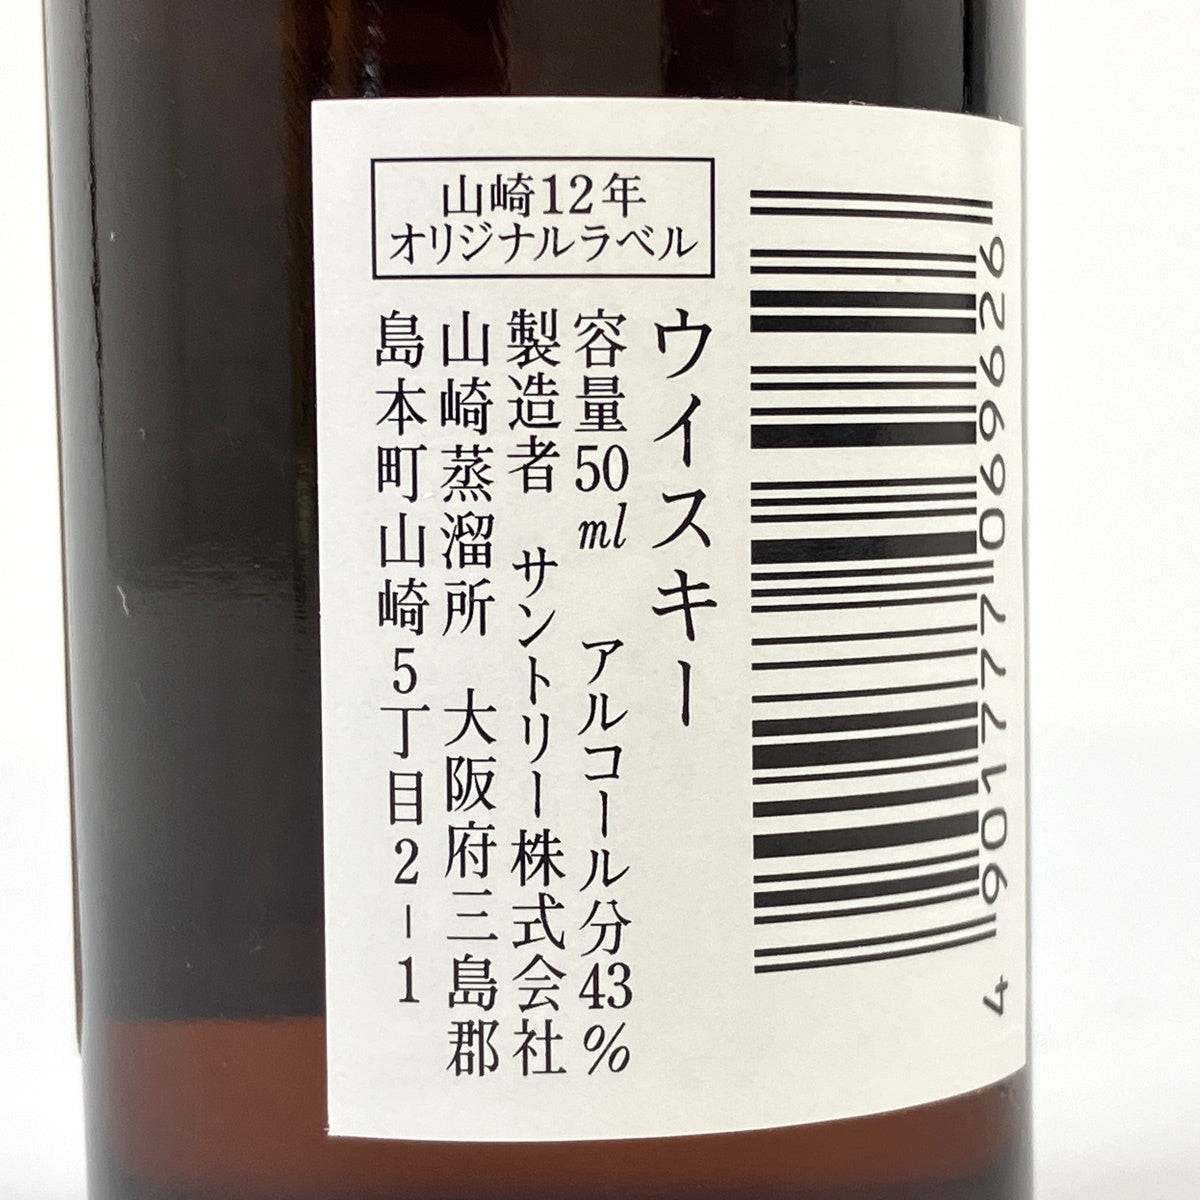 山崎12年
オリジナルラベル
ウイスキー
容量50ml アルコール分43%
製造者 サントリー株式会社
山崎蒸溜所 大阪府三島郡
島本町山崎5丁目2-1
4 901777 069626